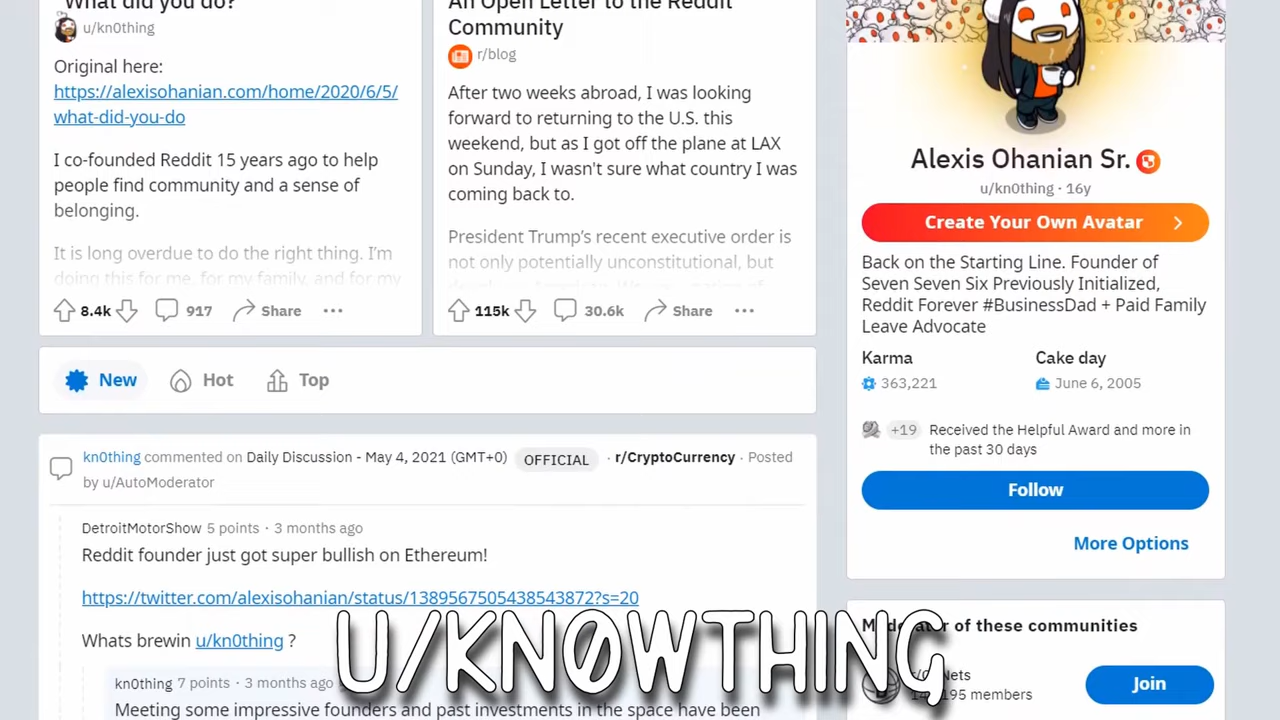 "What did you do?"
u/kn0thing
Original here:
https://alexisohanian.com/home/2020/6/5/
what-did-you-do
I co-founded Reddit 15 years ago to help
people find community and a sense of
belonging.
It is long overdue to do the right thing. I'm
doing this for me, for my family, and for my
8.4k 917 Share
An Open Letter to the Reddit
Community
r/blog
After two weeks abroad, I was looking
forward to returning to the U.S. this
weekend, but as I got off the plane at LAX
on Sunday, I wasn't sure what country I was
coming back to.
President Trump's recent executive order is
not only potentially unconstitutional, but
115k 30.6k Share
New Hot Top
kn0thing commented on Daily Discussion - May 4, 2021 (GMT+0) OFFICIAL · r/CryptoCurrency · Posted
by u/AutoModerator
DetroitMotorShow 5 points · 3 months ago
Reddit founder just got super bullish on Ethereum!
https://twitter.com/alexisohanian/status/1389567505438543872?s=20
Whats brewin u/kn0thing ?
kn0thing 7 points · 3 months ago
Meeting some impressive founders and past investments in the space have been
U/KN0WTHING
Alexis Ohanian Sr.
u/kn0thing · 16y
Create Your Own Avatar
Back on the Starting Line. Founder of
Seven Seven Six Previously Initialized,
Reddit Forever #BusinessDad + Paid Family
Leave Advocate
Karma Cake day
363,221 June 6, 2005
+19 Received the Helpful Award and more in
the past 30 days
Follow
More Options
Moderator of these communities
Nets
195 members
Join